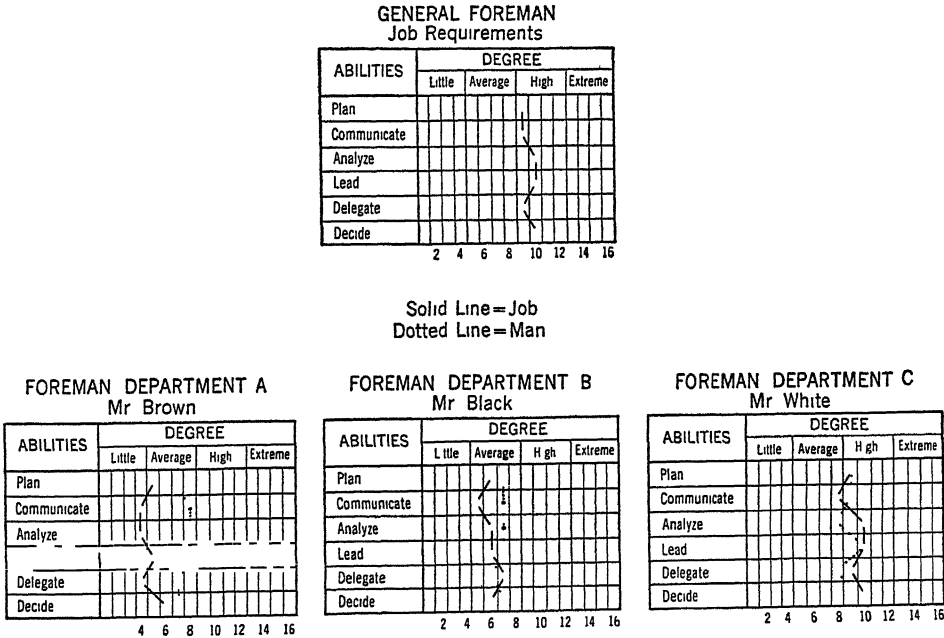 GENERAL FOREMAN
Job Requirements
ABILITIES
DEGREE
Little Average High Extreme
Plan
Communicate
Analyze
Lead
Delegate
Decide
2 4 6 8 10 12 14 16
Solid Line=Job
Dotted Line=Man
FOREMAN DEPARTMENT A
Mr Brown
ABILITIES
DEGREE
Little Average High Extreme
Plan
Communicate
Analyze
Delegate
Decide
4 6 8 10 12 14 16
FOREMAN DEPARTMENT B
Mr Black
ABILITIES
DEGREE
L ttle Average H gh Extreme
Plan
Communicate
Analyze
Lead
Delegate
Decide
2 4 6 8 10 12 14 16
FOREMAN DEPARTMENT C
Mr White
ABILITIES
DEGREE
Little Average H gh Extreme
Plan
Communicate
Analyze
Lead
Delegate
Decide
2 4 6 8 10 12 14 16